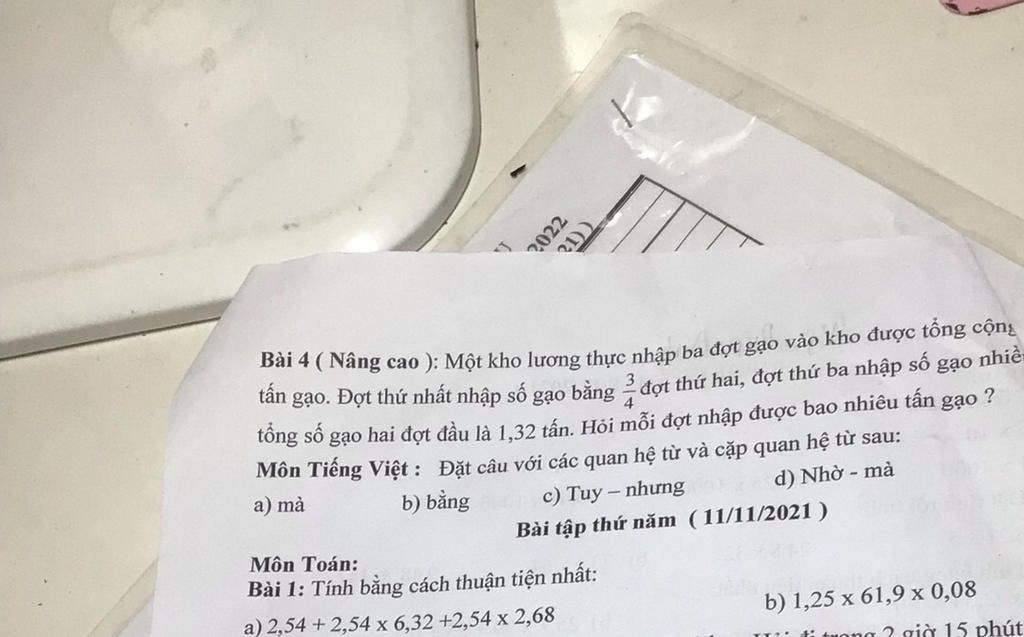 2022
21))
Bài 4 ( Nâng cao ): Một kho lương thực nhập ba đợt gạo vào kho được tổng cộng
tấn gạo. Đợt thứ nhất nhập số gạo bằng 3/4 đợt thứ hai, đợt thứ ba nhập số gạo nhiề
tổng số gạo hai đợt đầu là 1,32 tấn. Hỏi mỗi đợt nhập được bao nhiêu tấn gạo ?
Môn Tiếng Việt : Đặt câu với các quan hệ từ và cặp quan hệ từ sau:
a) mà b) bằng c) Tuy – nhưng d) Nhờ - mà
Bài tập thứ năm ( 11/11/2021 )
Môn Toán:
Bài 1: Tính bằng cách thuận tiện nhất:
a) 2,54 + 2,54 x 6,32 +2,54 x 2,68 b) 1,25 x 61,9 x 0,08
đi trong 2 giờ 15 phút